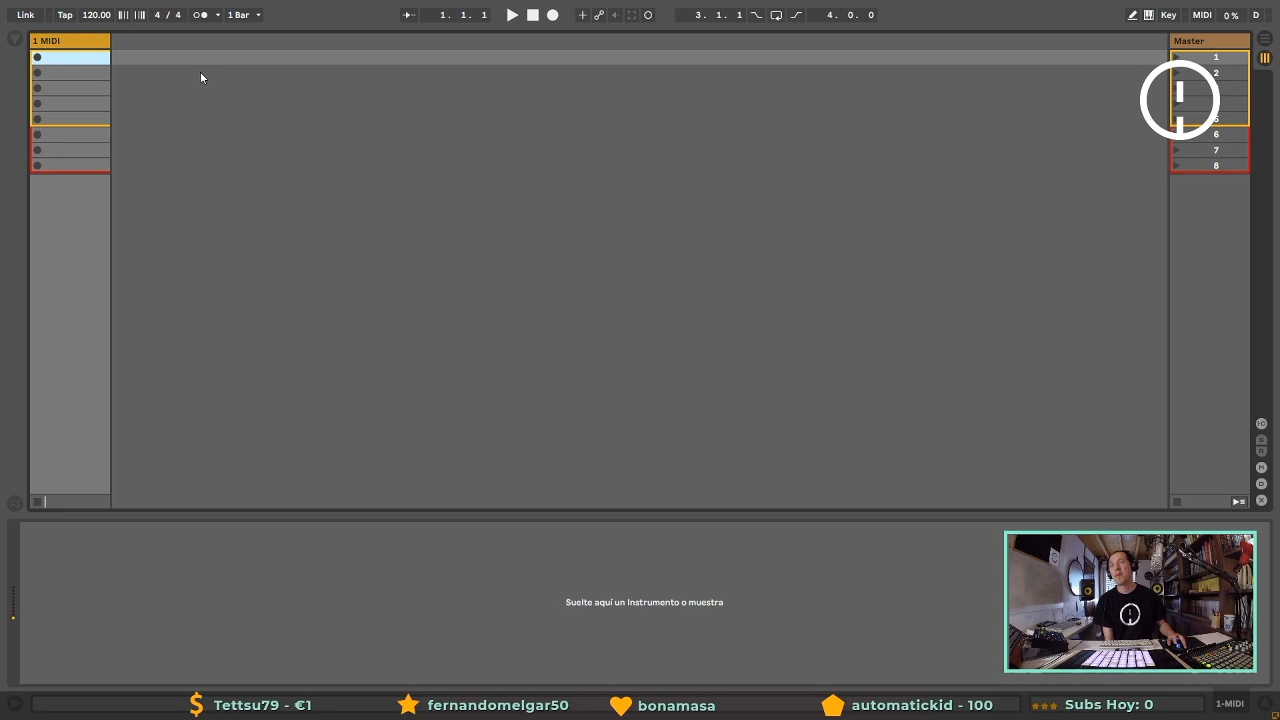 Link Tap 120.00 4 / 4 1 Bar 1. 1. 1 3. 1. 1 4. 0. 0 Key MIDI 0 % D
1 MIDI Master
1
2
5
6
7
8
S
R
M
D
X
Suelte aquí un Instrumento o muestra
$ Tettsu79 - €1 fernandomelgar50 bonamasa automatickid - 100 Subs Hoy: 0 1-MIDI